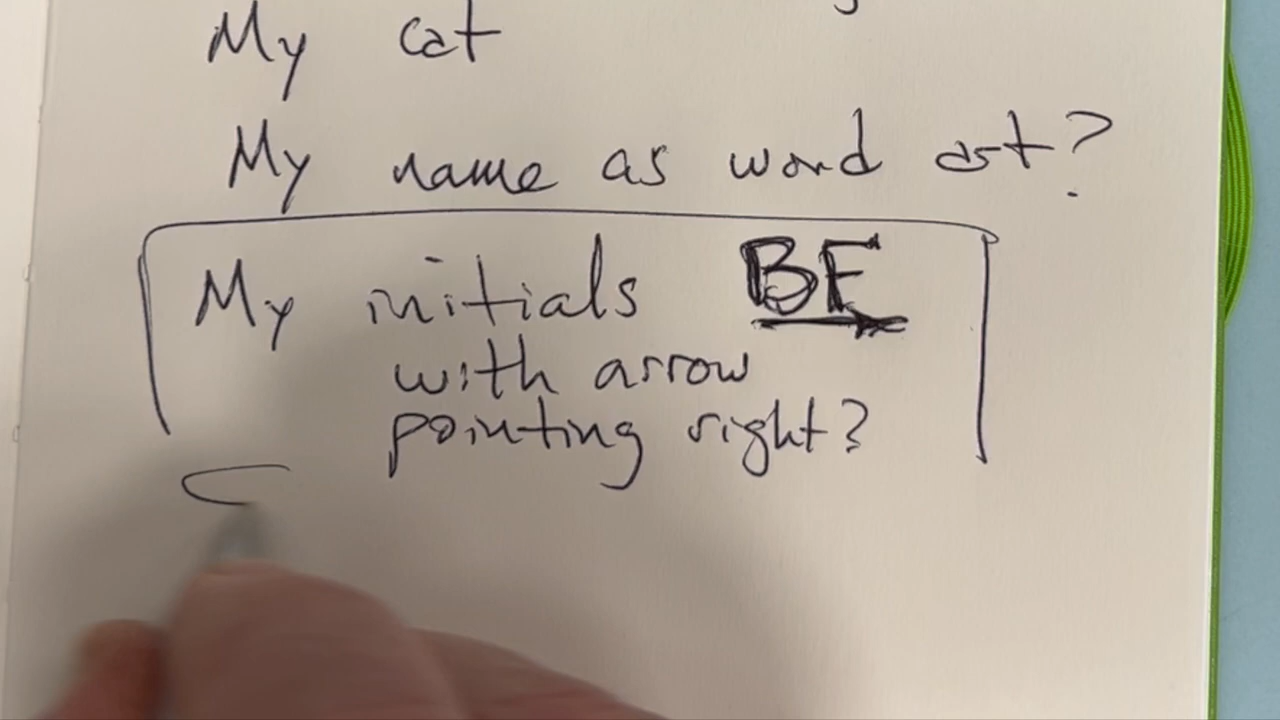 My cat
My name as word art?
My initials BE
with arrow
pointing right?